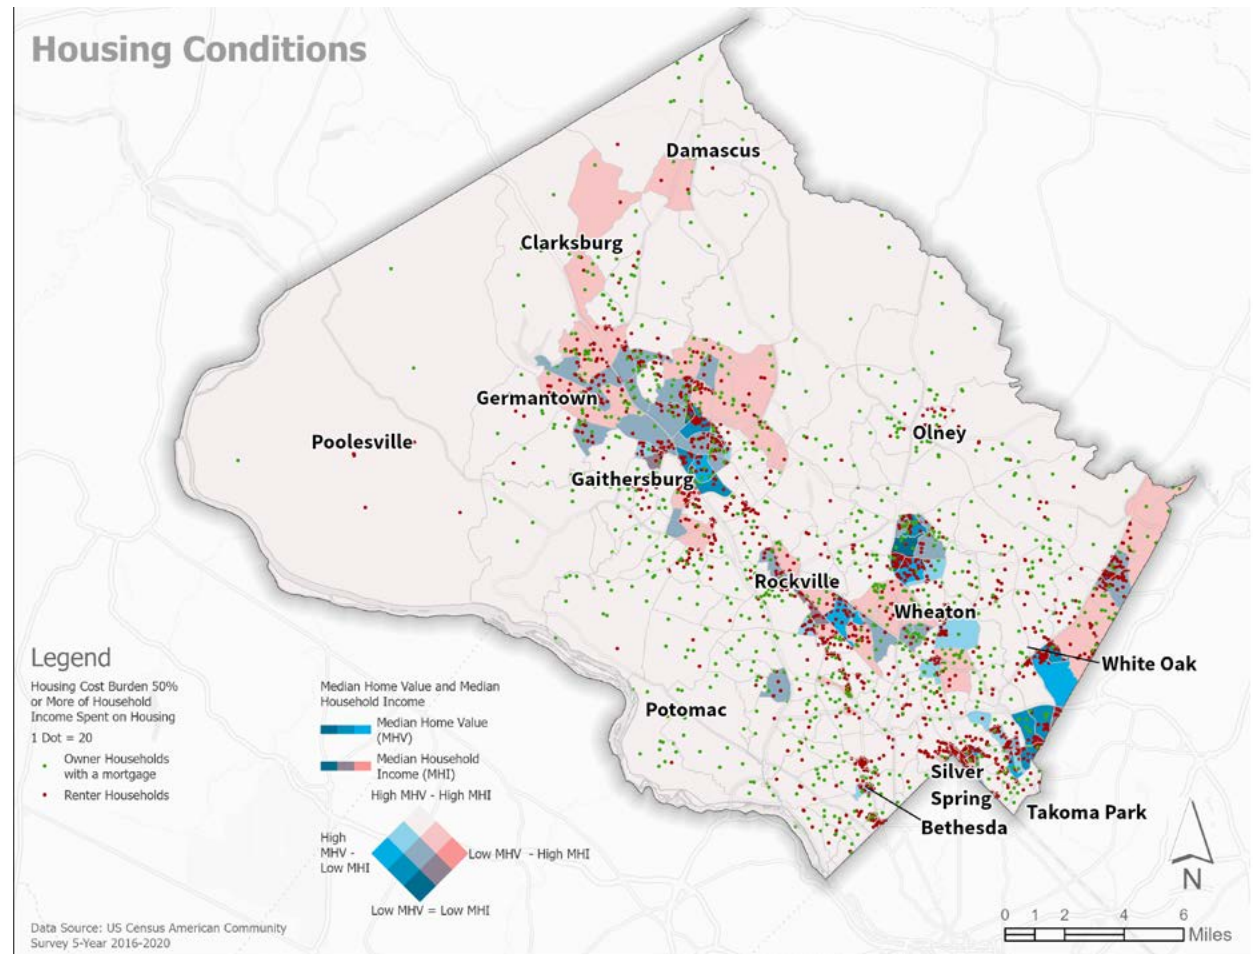 Housing Conditions
Damascus
Clarksburg
Germantown
Poolesville
Olney
Gaithersburg
Rockville
Wheaton
White Oak
Potomac
Silver
Spring
Takoma Park
Bethesda
Legend
Housing Cost Burden 50%
or More of Household
Income Spent on Housing
1 Dot = 20
Owner Households
with a mortgage
Renter Households
Median Home Value and Median
Household Income
Median Home Value
(MHV)
Median Household
Income (MHI)
High MHV - High MHI
High
MHV -
Low MHI
Low MHV - High MHI
Low MHV = Low MHI
Data Source: US Census American Community
Survey 5-Year 2016-2020
N
0 1 2 4 6
Miles